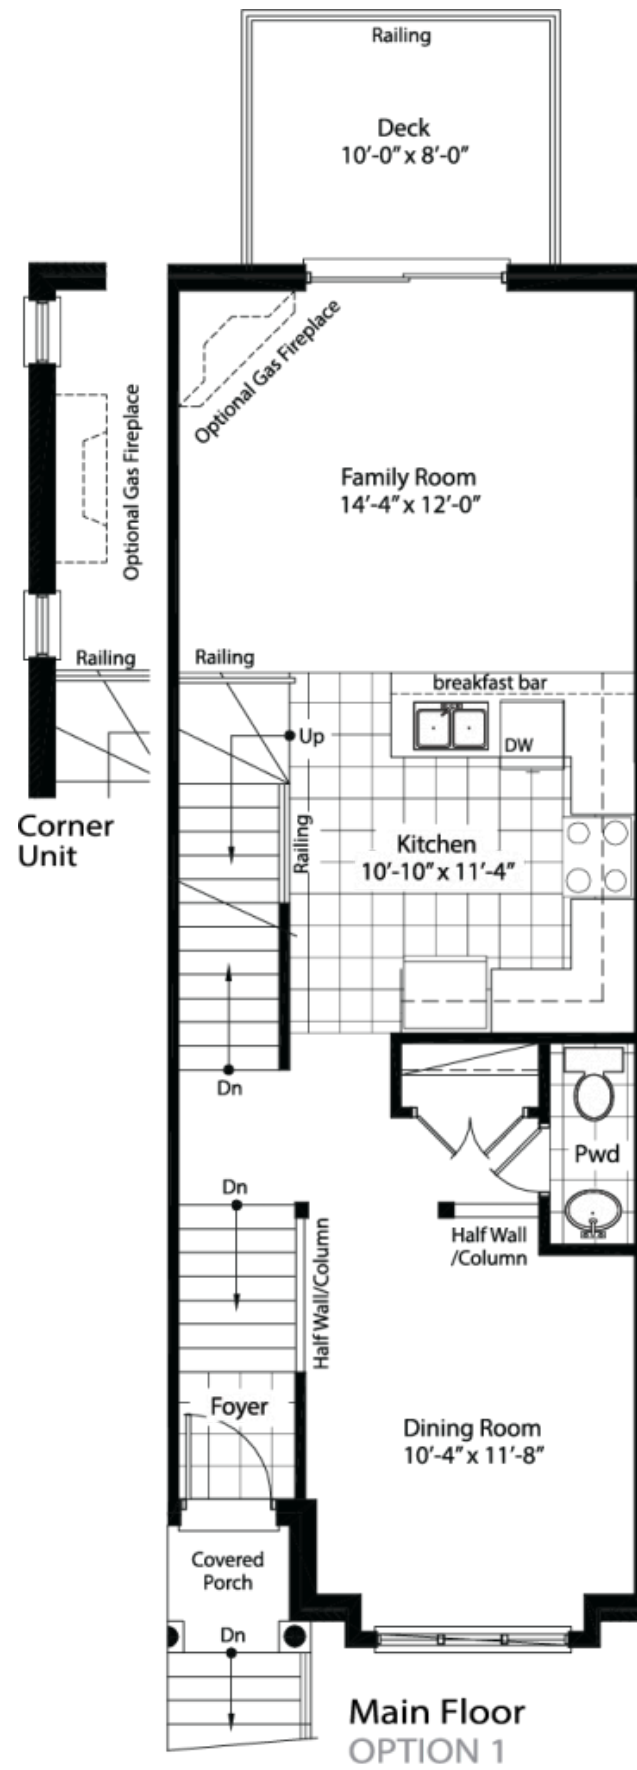 Railing
Deck
10'-0" x 8'-0"
Optional Gas Fireplace
Optional Gas Fireplace
Family Room
14'-4" x 12'-0"
Railing
Railing
breakfast bar
Up
DW
Corner
Unit
Railing
Kitchen
10'-10" x 11'-4"
Dn
Pwd
Dn
Half Wall
/Column
Half Wall/Column
Foyer
Dining Room
10'-4" x 11'-8"
Covered
Porch
Dn
Main Floor
OPTION 1